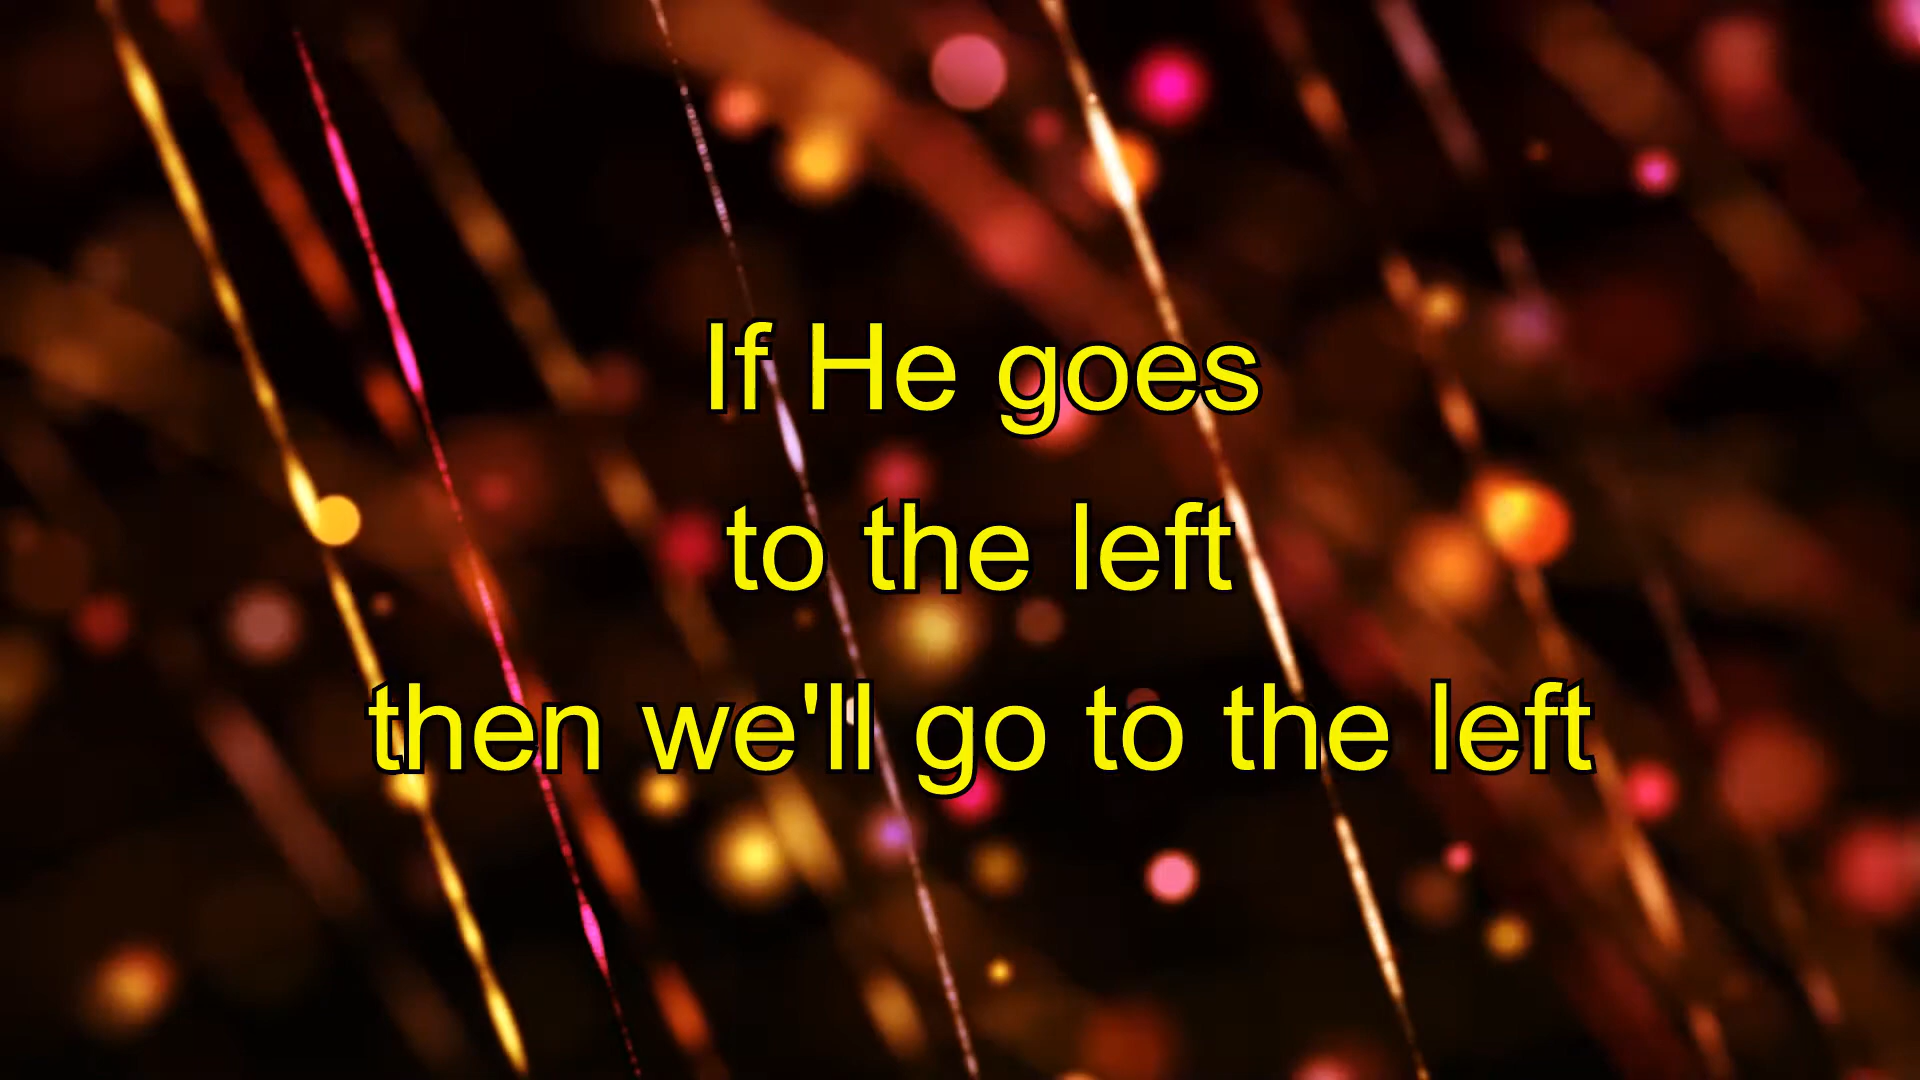 If He goes
to the left
then we'll go to the left